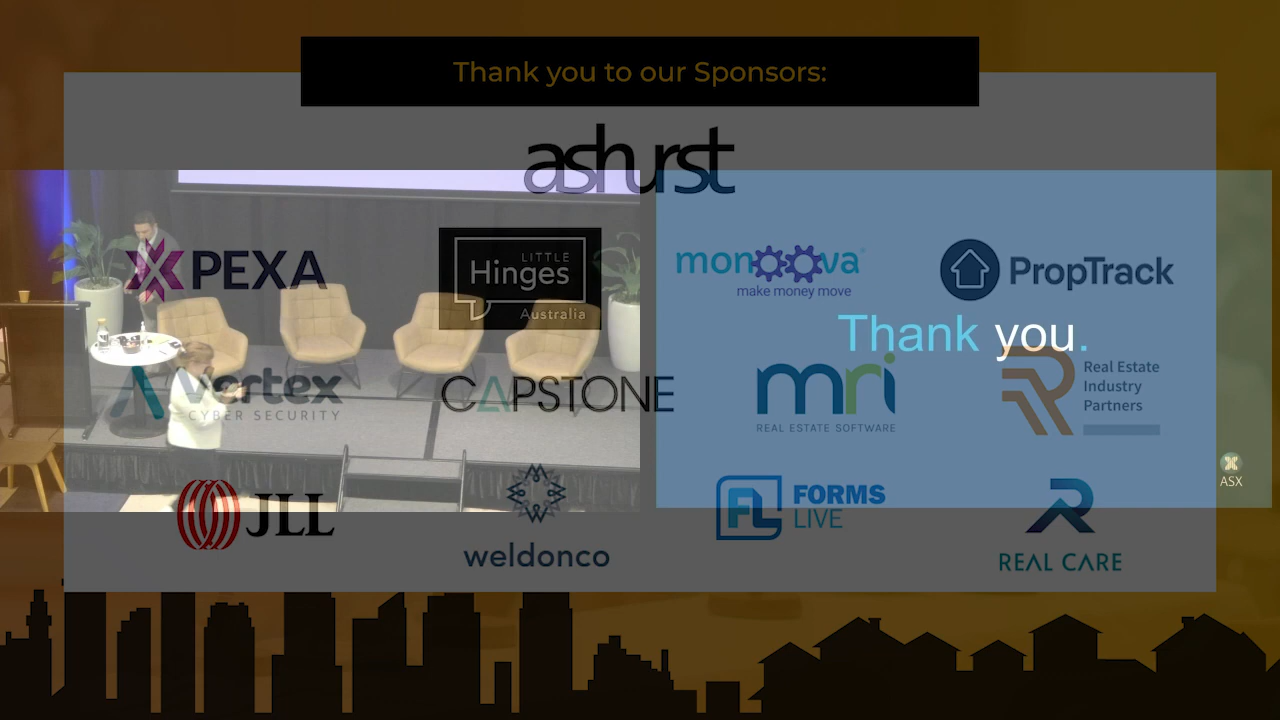 Thank you to our Sponsors:
ashurst
PEXA
LITTLE
Hinges
Australia
monoova
make money move
PropTrack
Thank you.
Vertex
CYBER SECURITY
CAPSTONE
mri
REAL ESTATE SOFTWARE
Real Estate
Industry
Partners
JLL
weldonco
FL FORMS
LIVE
REAL CARE
ASX